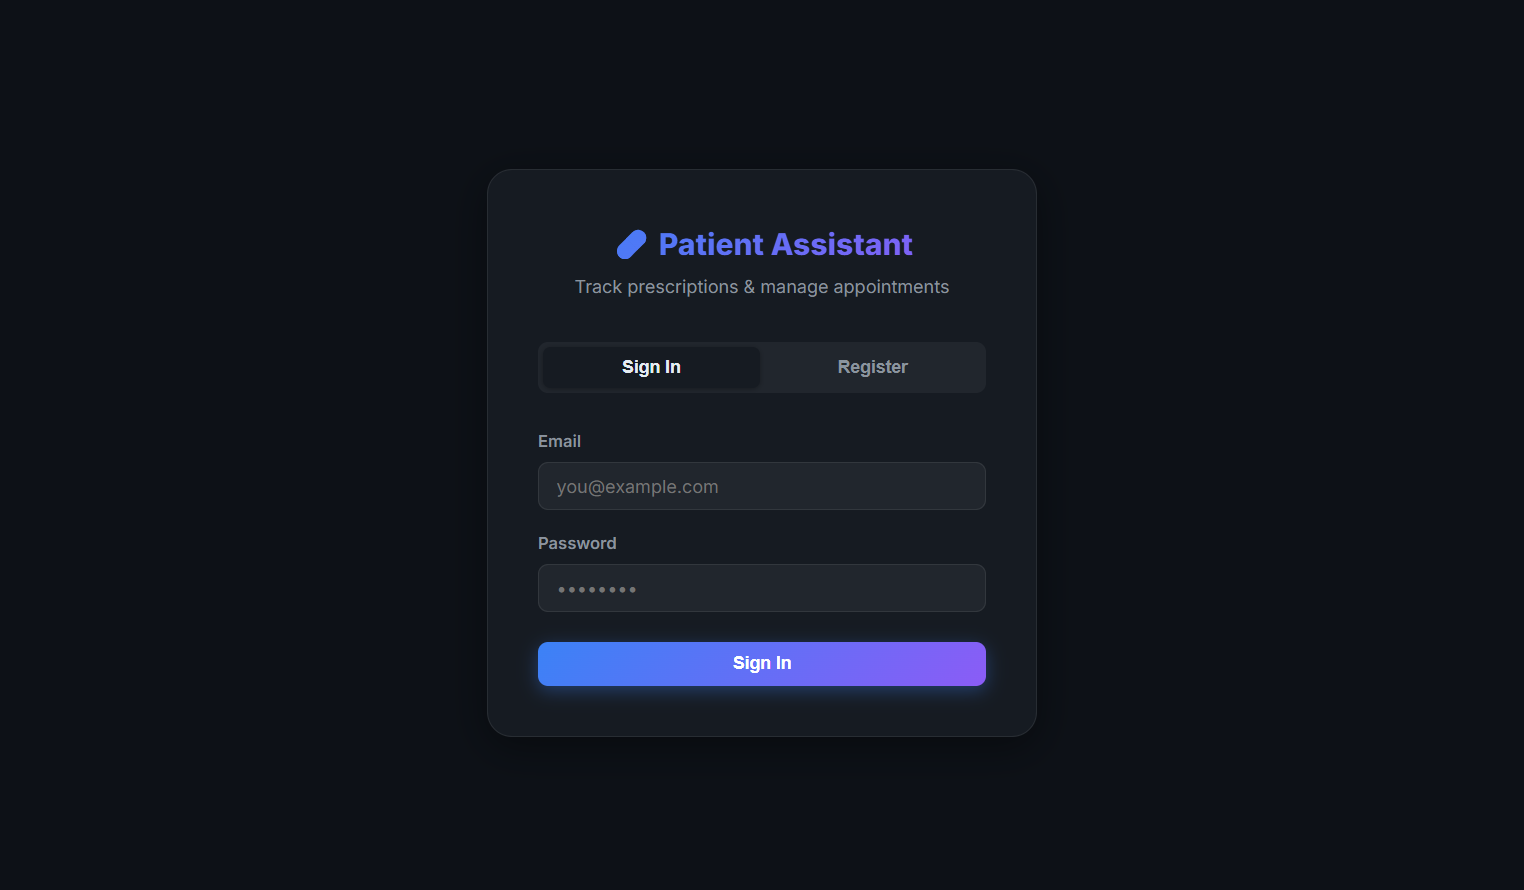 Patient Assistant
Track prescriptions & manage appointments
Sign In Register
Email
you@example.com
Password
••••••••
Sign In